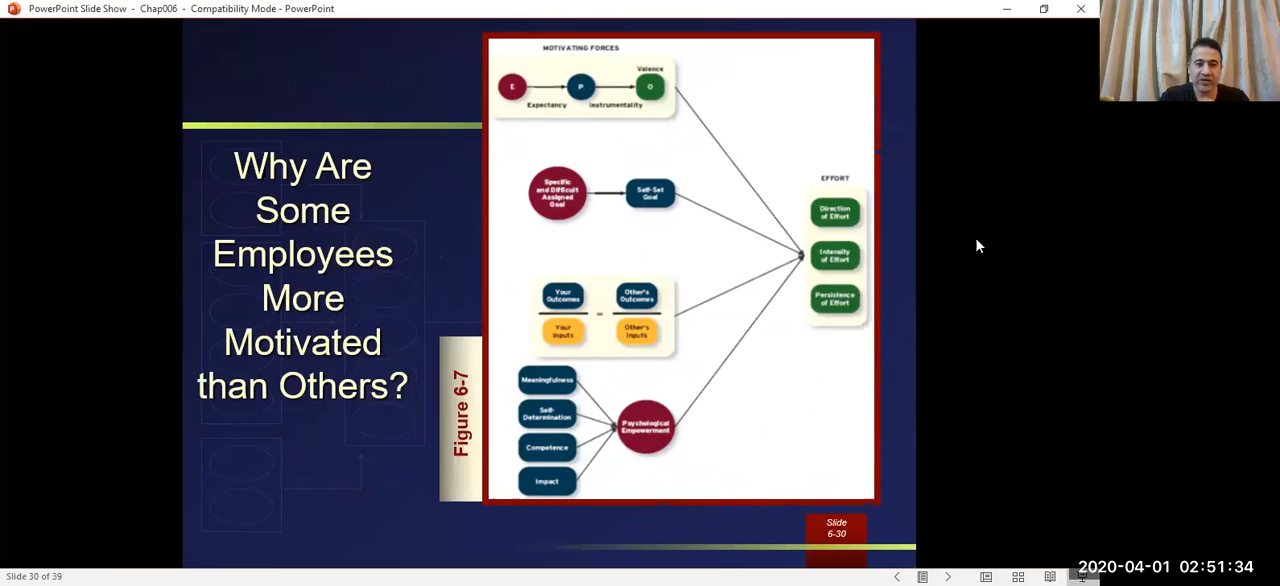 PowerPoint Slide Show - Chap006 - Compatibility Mode - PowerPoint
Why Are
Some
Employees
More
Motivated
than Others?
Figure 6-7
MOTIVATING FORCES
Valence
E
P
O
Expectancy
Instrumentality
Specific
and Difficult
Assigned
Goal
Self-Set
Goal
Your
Outcomes
Other's
Outcomes
Your
Inputs
Other's
Inputs
Meaningfulness
Self-
Determination
Competence
Impact
Psychological
Empowerment
EFFORT
Direction
of Effort
Intensity
of Effort
Persistence
of Effort
Slide
6-30
2020-04-01 02:51:34
Slide 30 of 39